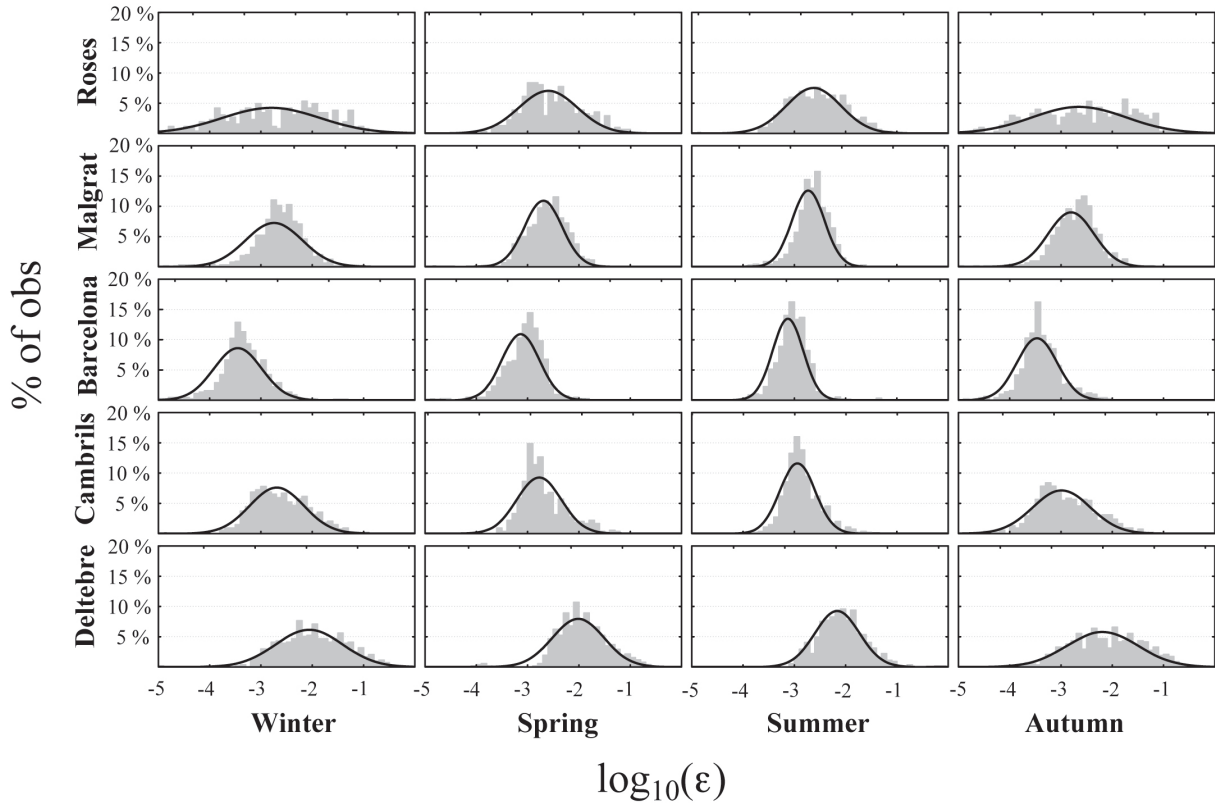 20 %
15 %
10 %
5 %
Roses
20 %
15 %
10 %
5 %
Malgrat
20 %
15 %
10 %
5 %
Barcelona
20 %
15 %
10 %
5 %
Cambrils
20 %
15 %
10 %
5 %
Deltebre
% of obs
-5 -4 -3 -2 -1 -5 -4 -3 -2 -1 -5 -4 -3 -2 -1 -5 -4 -3 -2 -1
Winter Spring Summer Autumn
log₁₀(ε)